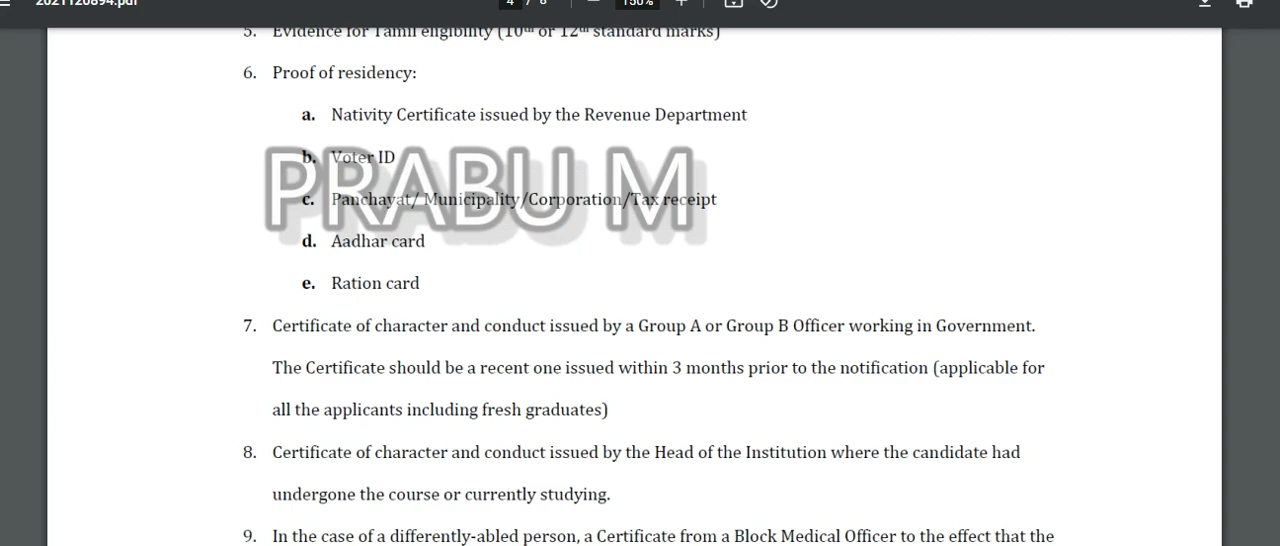 2021120894.pdf
4 / 8
150%
5. Evidence for Tamil eligibility (10th or 12th standard marks)
6. Proof of residency:
a. Nativity Certificate issued by the Revenue Department
b. Voter ID
PRABU M
c. Panchayat/ Municipality/Corporation/Tax receipt
d. Aadhar card
e. Ration card
7. Certificate of character and conduct issued by a Group A or Group B Officer working in Government.
The Certificate should be a recent one issued within 3 months prior to the notification (applicable for
all the applicants including fresh graduates)
8. Certificate of character and conduct issued by the Head of the Institution where the candidate had
undergone the course or currently studying.
9. In the case of a differently-abled person, a Certificate from a Block Medical Officer to the effect that the